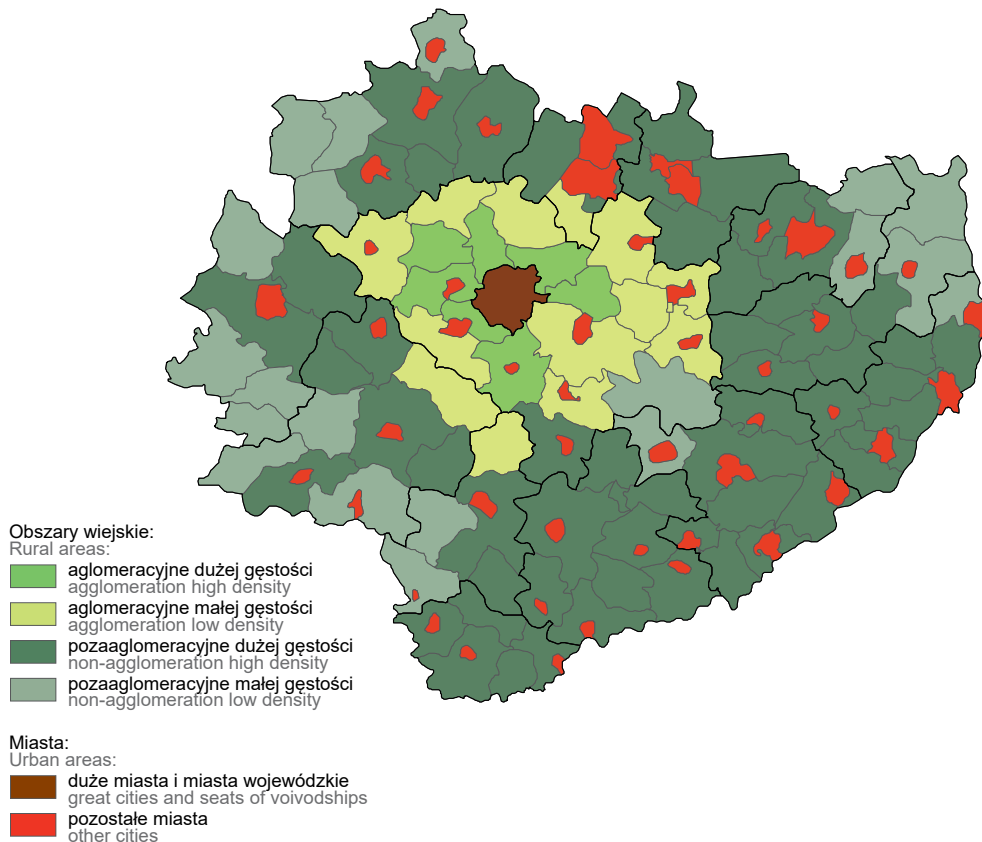 Obszary wiejskie:
Rural areas:
aglomeracyjne dużej gęstości
agglomeration high density
aglomeracyjne małej gęstości
agglomeration low density
pozaaglomeracyjne dużej gęstości
non-agglomeration high density
pozaaglomeracyjne małej gęstości
non-agglomeration low density
Miasta:
Urban areas:
duże miasta i miasta wojewódzkie
great cities and seats of voivodships
pozostałe miasta
other cities